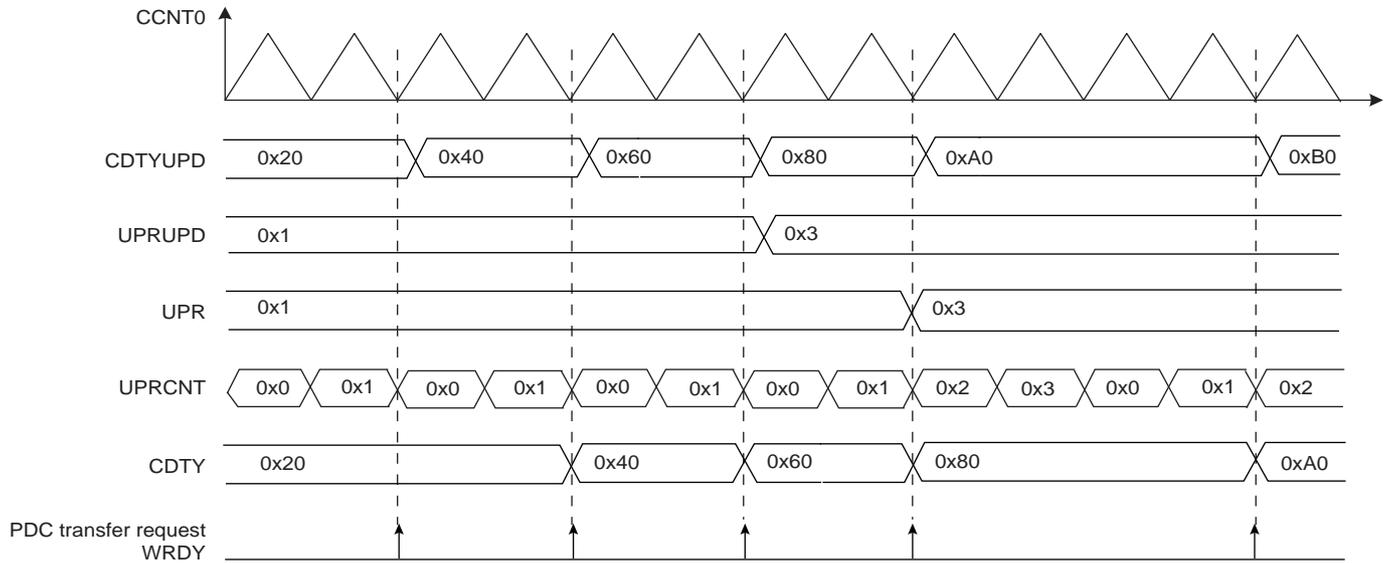 CCNT0
CDTYUPD 0x20 0x40 0x60 0x80 0xA0 0xB0
UPRUPD 0x1 0x3
UPR 0x1 0x3
UPRCNT 0x0 0x1 0x0 0x1 0x0 0x1 0x0 0x1 0x2 0x3 0x0 0x1 0x2
CDTY 0x20 0x40 0x60 0x80 0xA0
PDC transfer request
WRDY